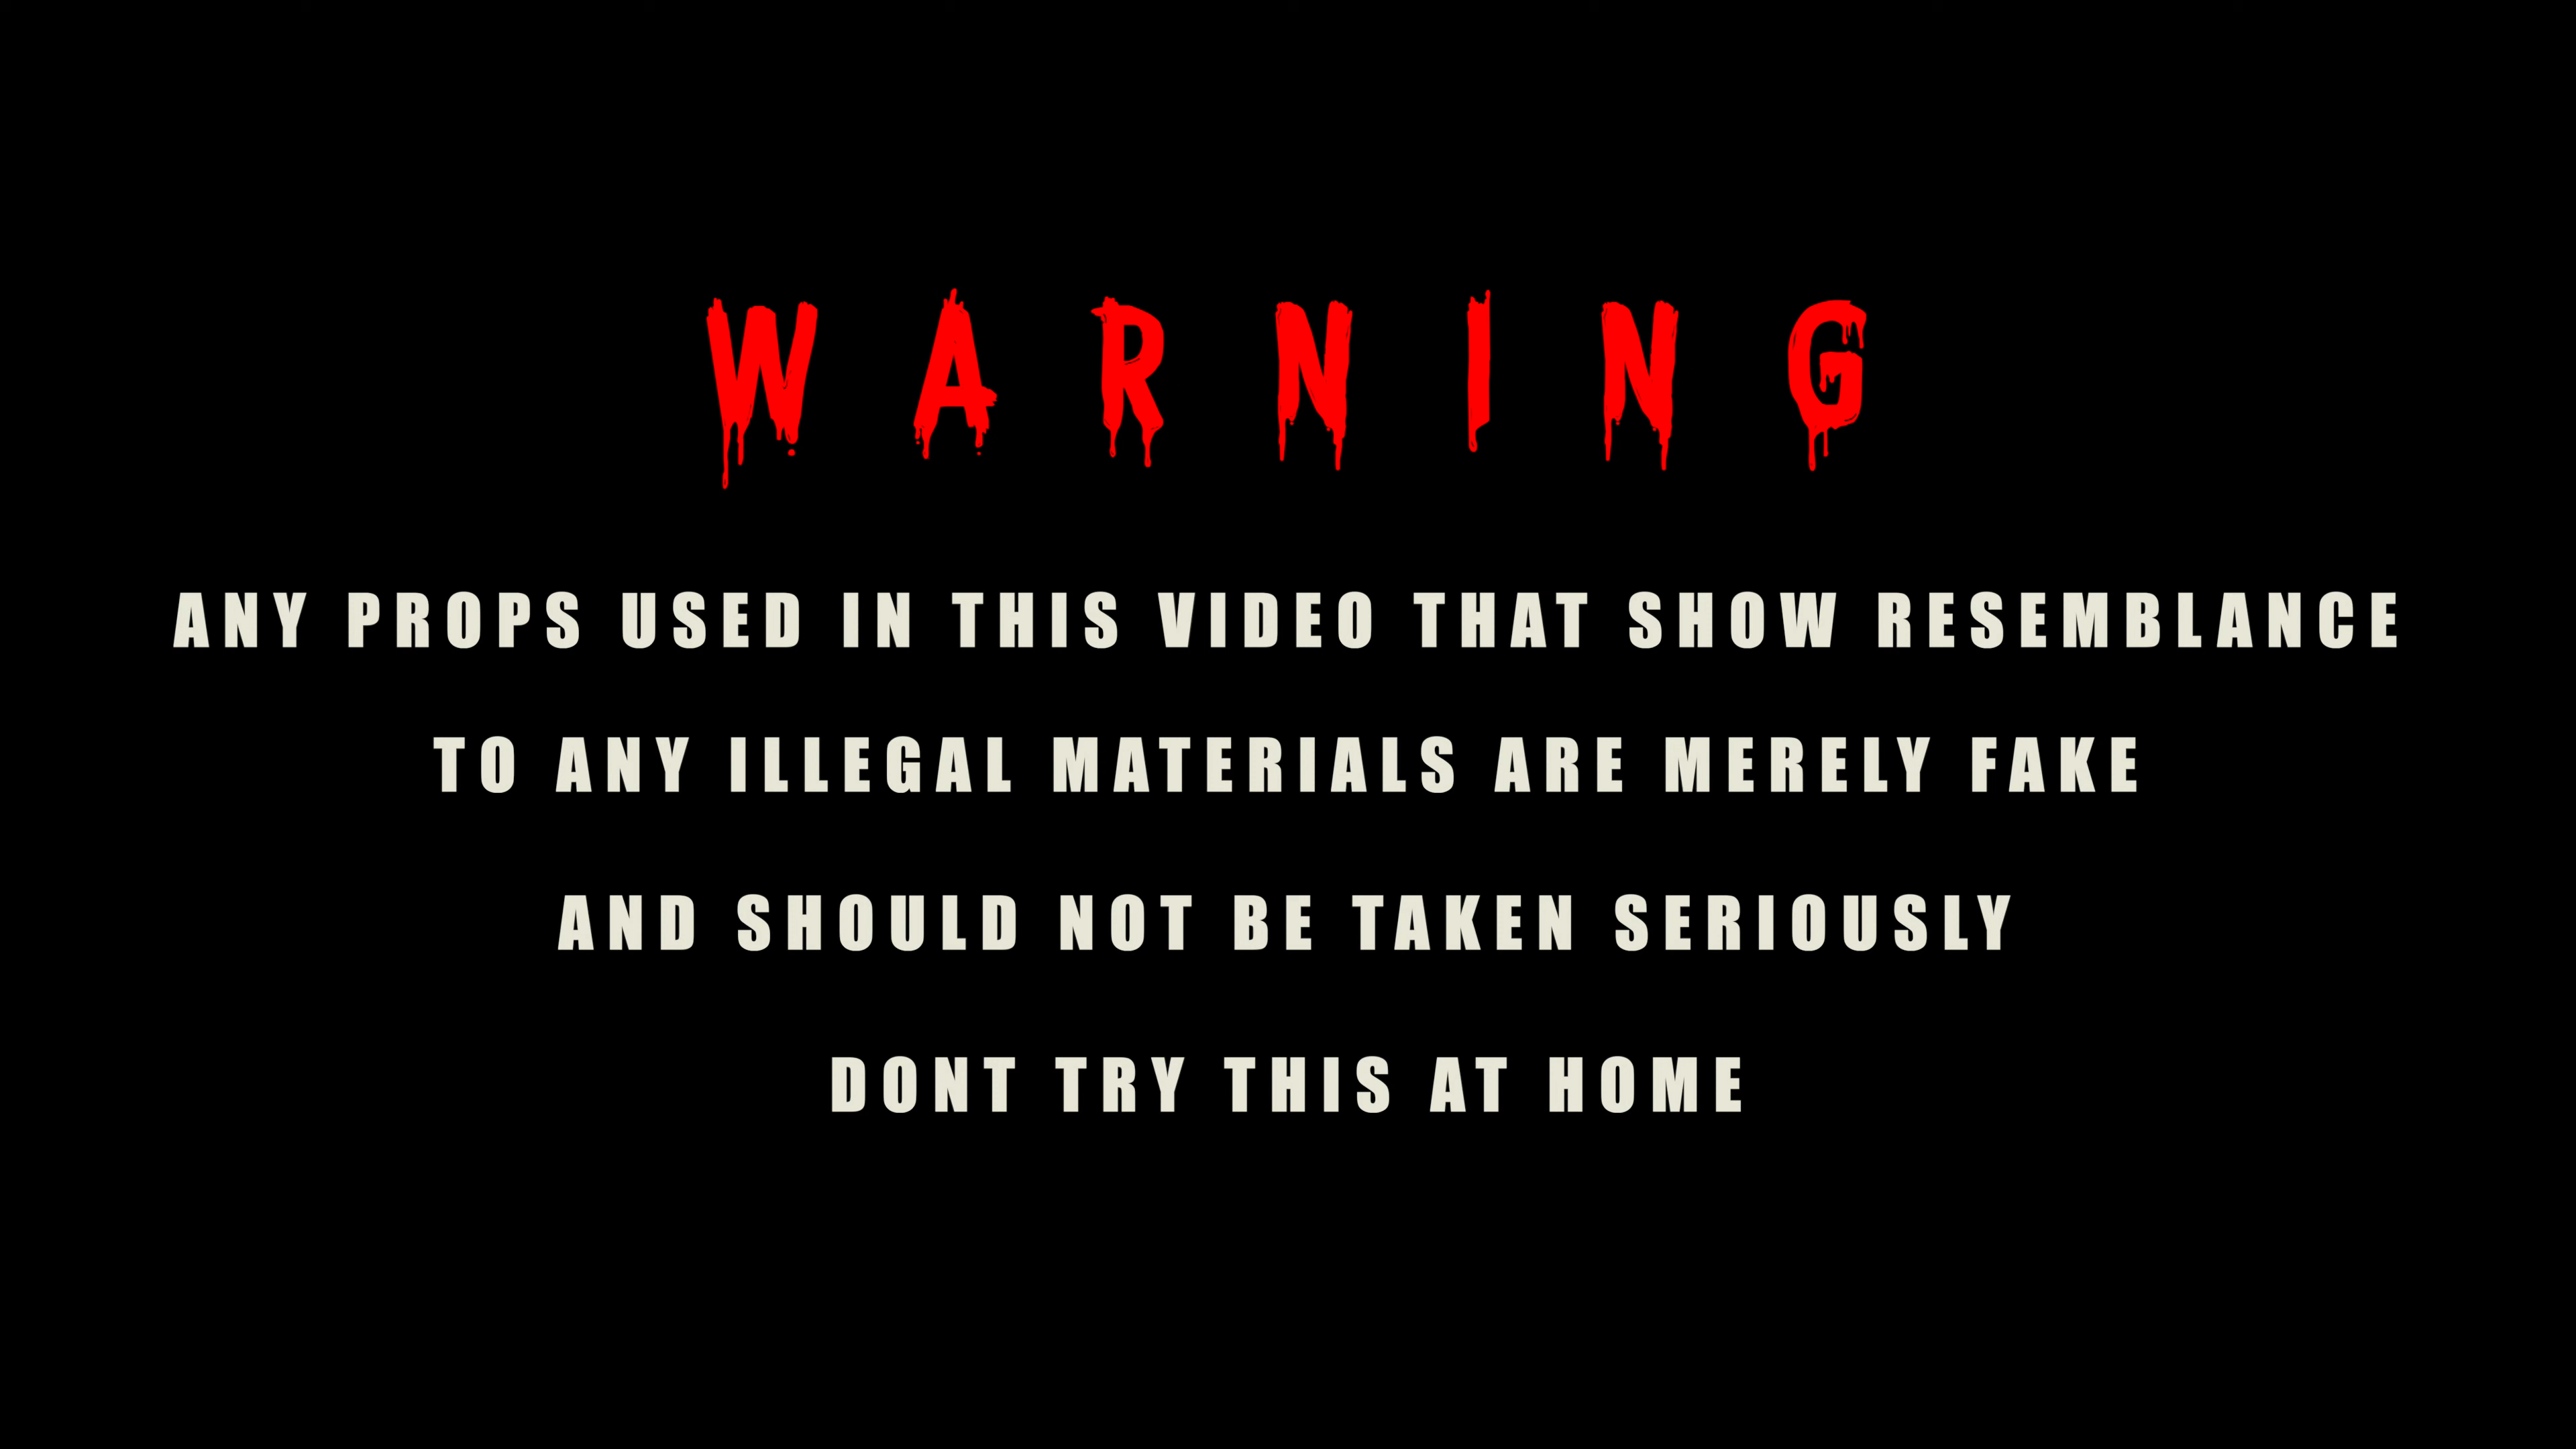 WARNING
ANY PROPS USED IN THIS VIDEO THAT SHOW RESEMBLANCE
TO ANY ILLEGAL MATERIALS ARE MERELY FAKE
AND SHOULD NOT BE TAKEN SERIOUSLY
DONT TRY THIS AT HOME